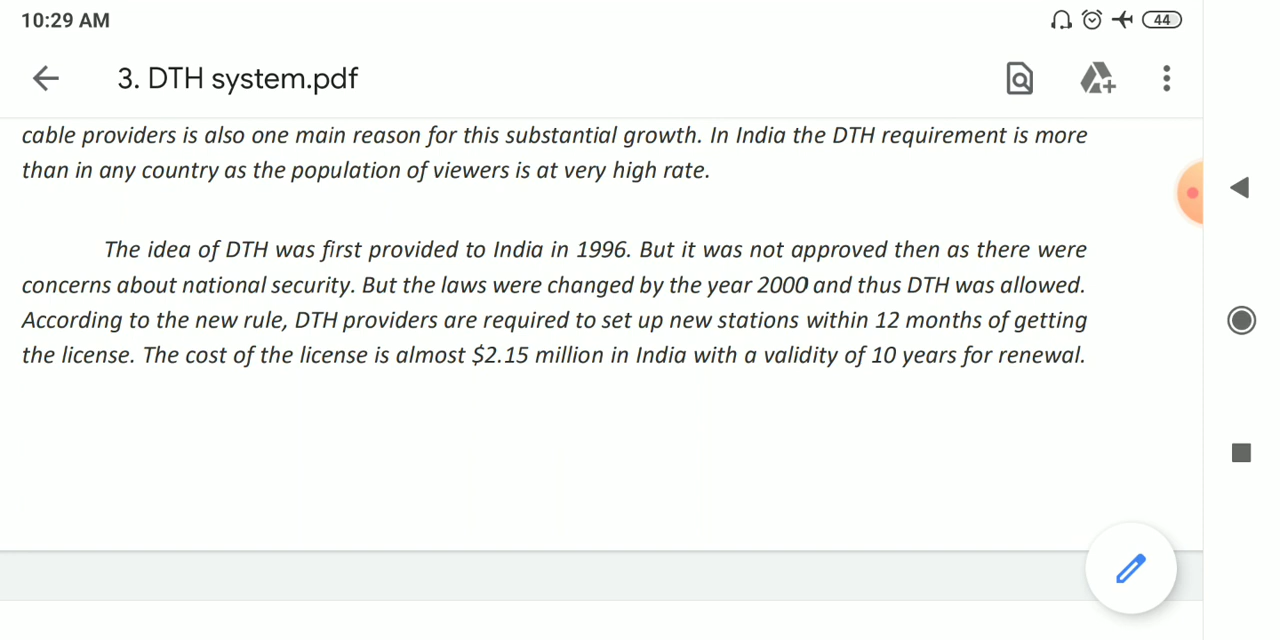 10:29 AM
44
3. DTH system.pdf
cable providers is also one main reason for this substantial growth. In India the DTH requirement is more
than in any country as the population of viewers is at very high rate.
The idea of DTH was first provided to India in 1996. But it was not approved then as there were
concerns about national security. But the laws were changed by the year 2000 and thus DTH was allowed.
According to the new rule, DTH providers are required to set up new stations within 12 months of getting
the license. The cost of the license is almost $2.15 million in India with a validity of 10 years for renewal.